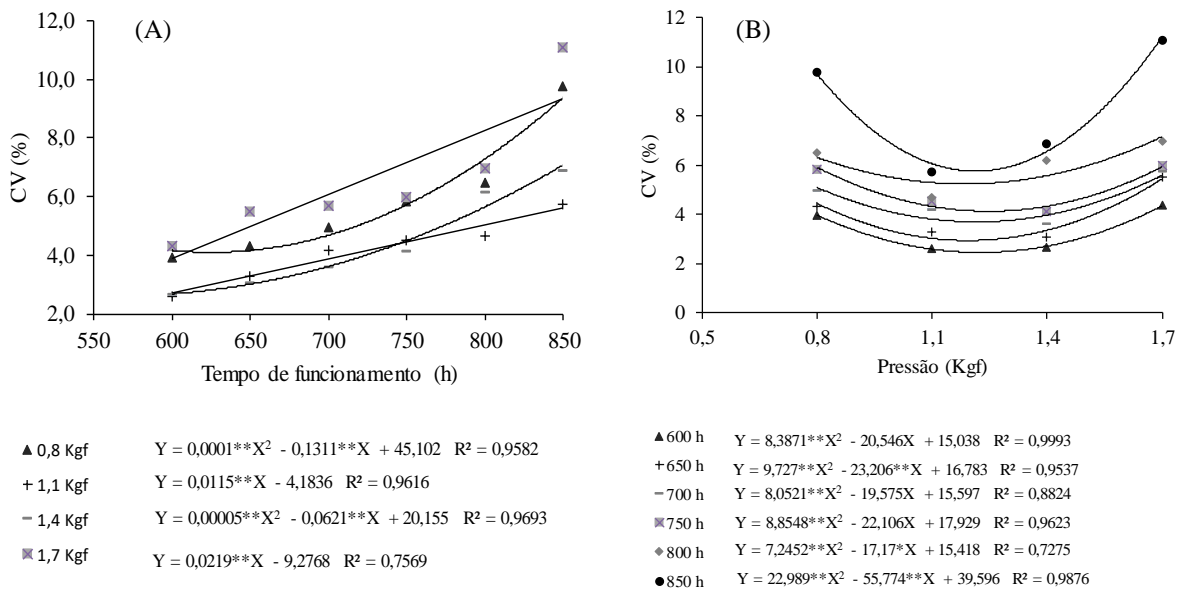 (A)
CV (%)
12,0
10,0
8,0
6,0
4,0
2,0
550 600 650 700 750 800 850
Tempo de funcionamento (h)
0,8 Kgf Y = 0,0001**X² - 0,1311**X + 45,102 R² = 0,9582
1,1 Kgf Y = 0,0115**X - 4,1836 R² = 0,9616
1,4 Kgf Y = 0,00005**X² - 0,0621**X + 20,155 R² = 0,9693
1,7 Kgf Y = 0,0219**X - 9,2768 R² = 0,7569
(B)
CV (%)
12
10
8
6
4
2
0
0,5 0,8 1,1 1,4 1,7
Pressão (Kgf)
600 h Y = 8,3871**X² - 20,546X + 15,038 R² = 0,9993
650 h Y = 9,727**X² - 23,206**X + 16,783 R² = 0,9537
700 h Y = 8,0521**X² - 19,575X + 15,597 R² = 0,8824
750 h Y = 8,8548**X² - 22,106X + 17,929 R² = 0,9623
800 h Y = 7,2452**X² - 17,17*X + 15,418 R² = 0,7275
850 h Y = 22,989**X² - 55,774**X + 39,596 R² = 0,9876